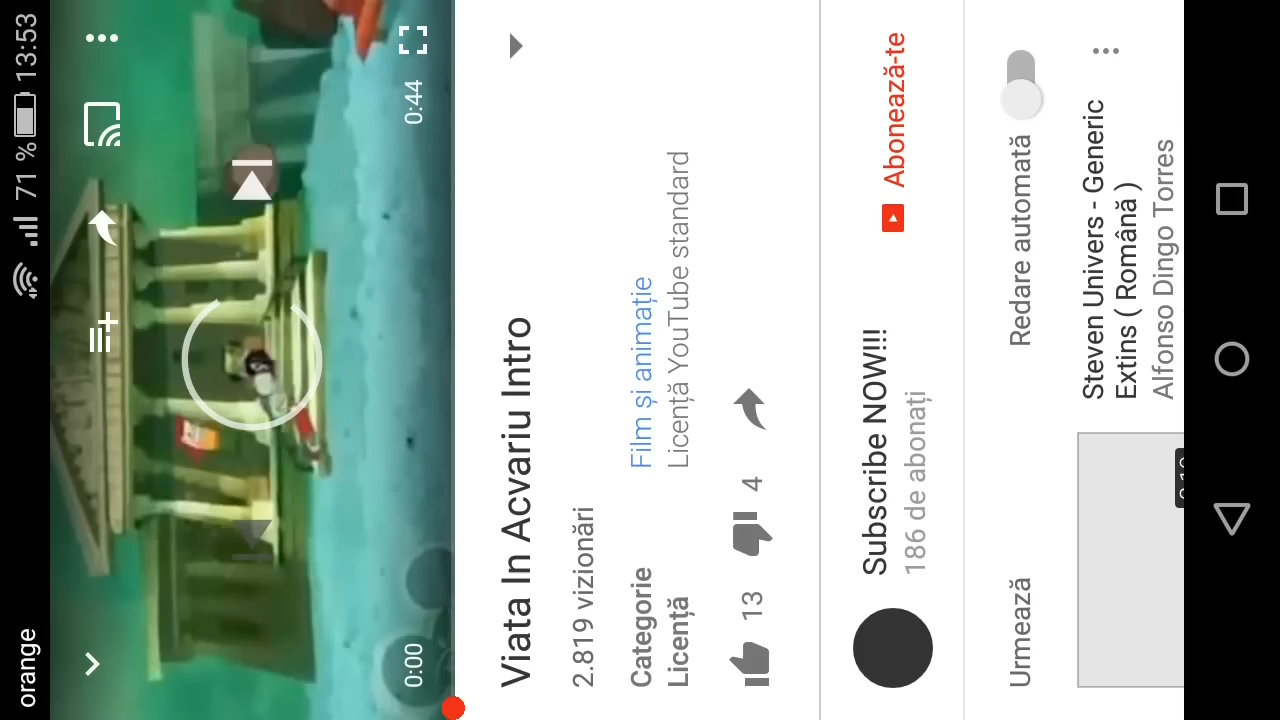 orange
71 % 13:53
0:00
0:44
Viata In Acvariu Intro
2.819 vizionări
Categorie Film și animație
Licență Licență YouTube standard
13 4
Subscribe NOW!!!
186 de abonați
Abonează-te
Urmează
Redare automată
Steven Univers - Generic
Extins ( Română )
Alfonso Dingo Torres